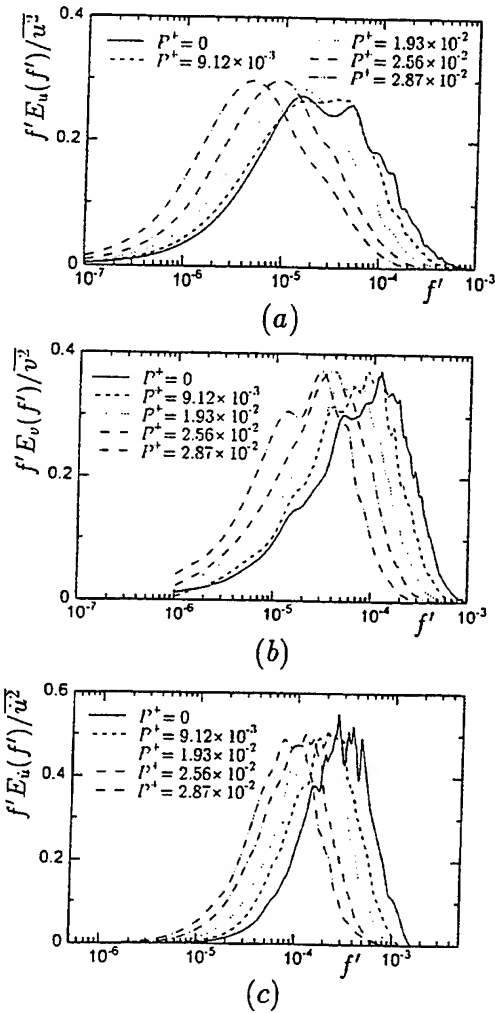 0.4
P⁺ = 0
P⁺ = 9.12 × 10⁻³
P⁺ = 1.93 × 10⁻²
P⁺ = 2.56 × 10⁻²
P⁺ = 2.87 × 10⁻²
f′E_u(f′)/u̅²
0.2
0
10⁻⁷
10⁻⁶
10⁻⁵
10⁻⁴
10⁻³
f′
(a)
0.4
P⁺ = 0
P⁺ = 9.12 × 10⁻³
P⁺ = 1.93 × 10⁻²
P⁺ = 2.56 × 10⁻²
P⁺ = 2.87 × 10⁻²
f′E_v(f′)/v̅²
0.2
0
10⁻⁷
10⁻⁶
10⁻⁵
10⁻⁴
10⁻³
f′
(b)
0.6
P⁺ = 0
P⁺ = 9.12 × 10⁻³
P⁺ = 1.93 × 10⁻²
P⁺ = 2.56 × 10⁻²
P⁺ = 2.87 × 10⁻²
f′E_u̇(f′)/u̇̅²
0.4
0.2
0
10⁻⁶
10⁻⁵
10⁻⁴
10⁻³
f′
(c)